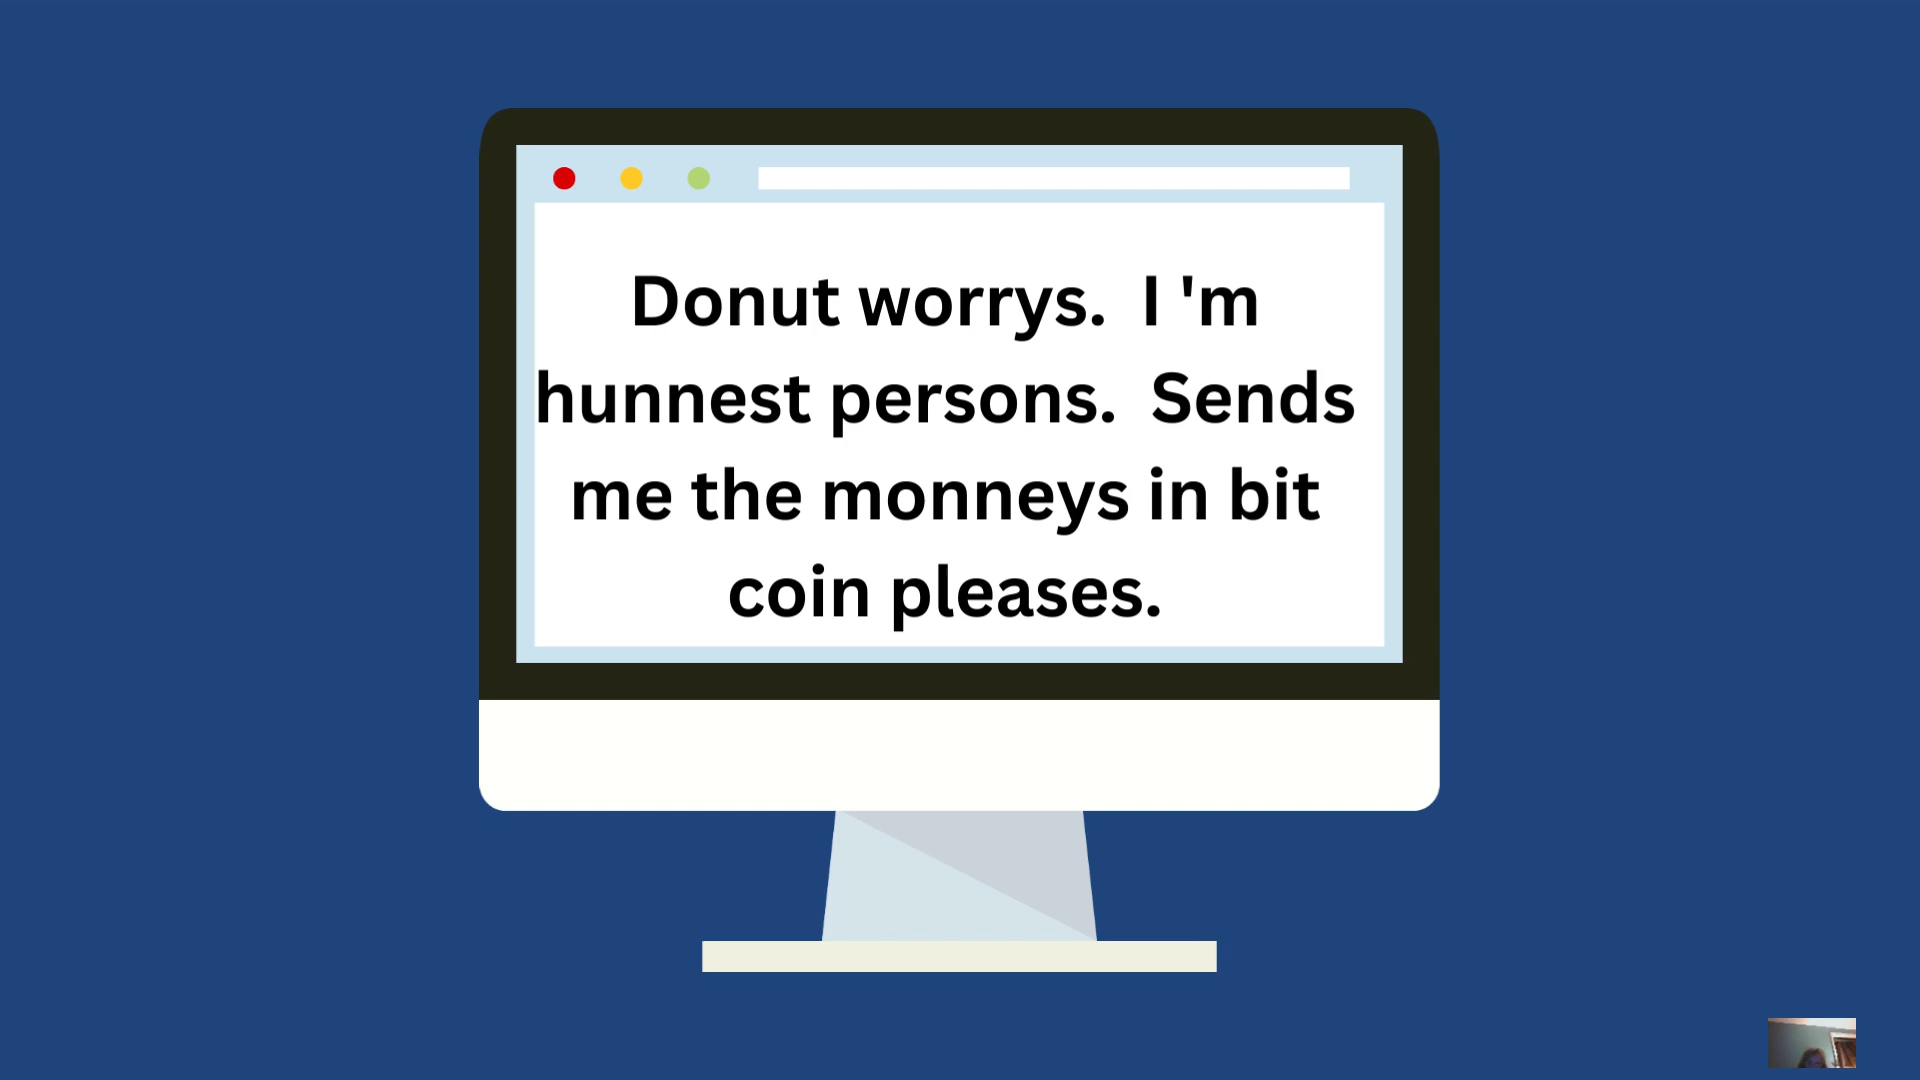 Donut worrys.  I 'm
hunnest persons.  Sends
me the monneys in bit
coin pleases.